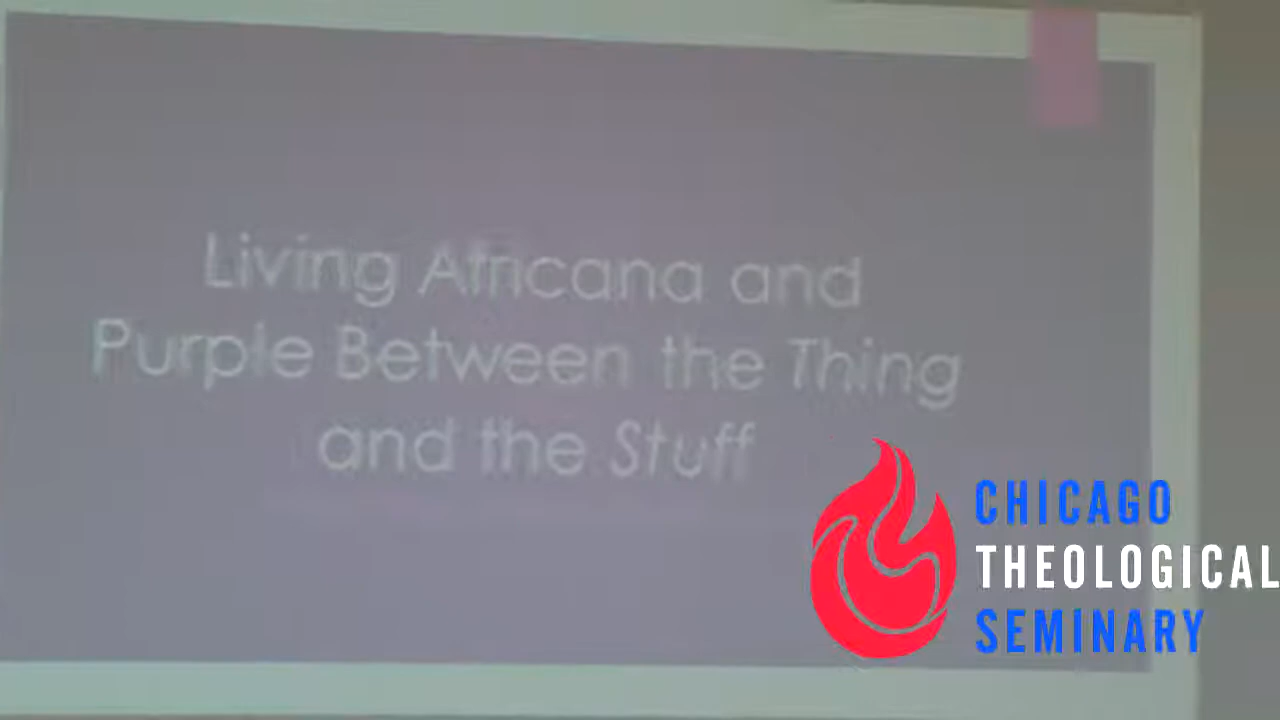 Living Africana and
Purple Between the Thing
and the Stuff
CHICAGO
THEOLOGICAL
SEMINARY